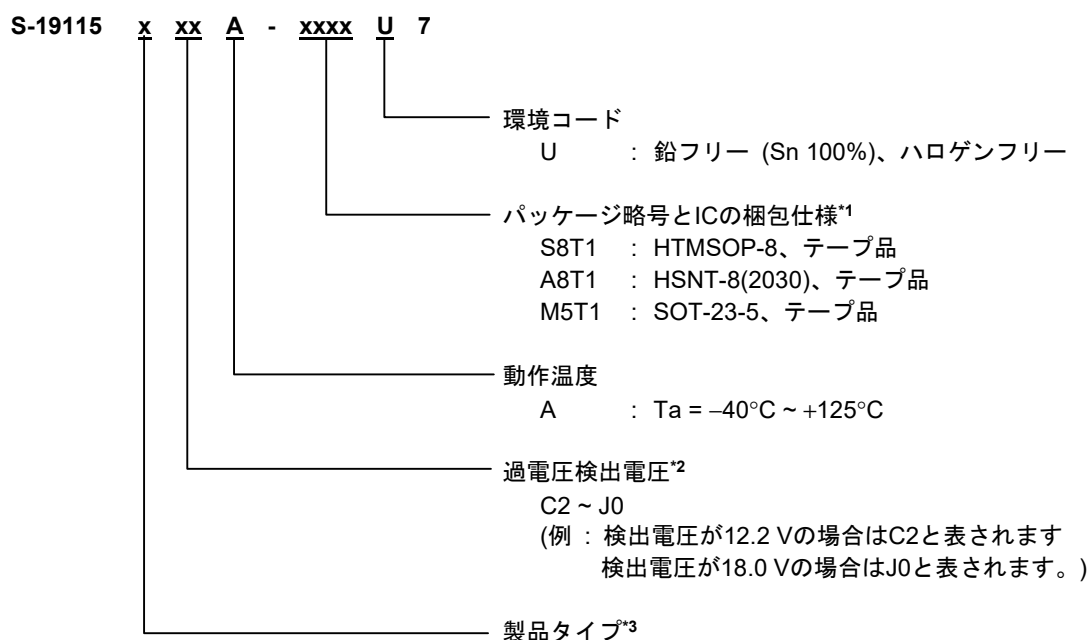 S-19115 x xx A - xxxx U 7
環境コード
U : 鉛フリー (Sn 100%)、ハロゲンフリー
パッケージ略号とICの梱包仕様*1
S8T1 : HTMSOP-8、テープ品
A8T1 : HSNT-8(2030)、テープ品
M5T1 : SOT-23-5、テープ品
動作温度
A : Ta = −40°C ~ +125°C
過電圧検出電圧*2
C2 ~ J0
(例 : 検出電圧が12.2 Vの場合はC2と表されます
検出電圧が18.0 Vの場合はJ0と表されます。)
製品タイプ*3